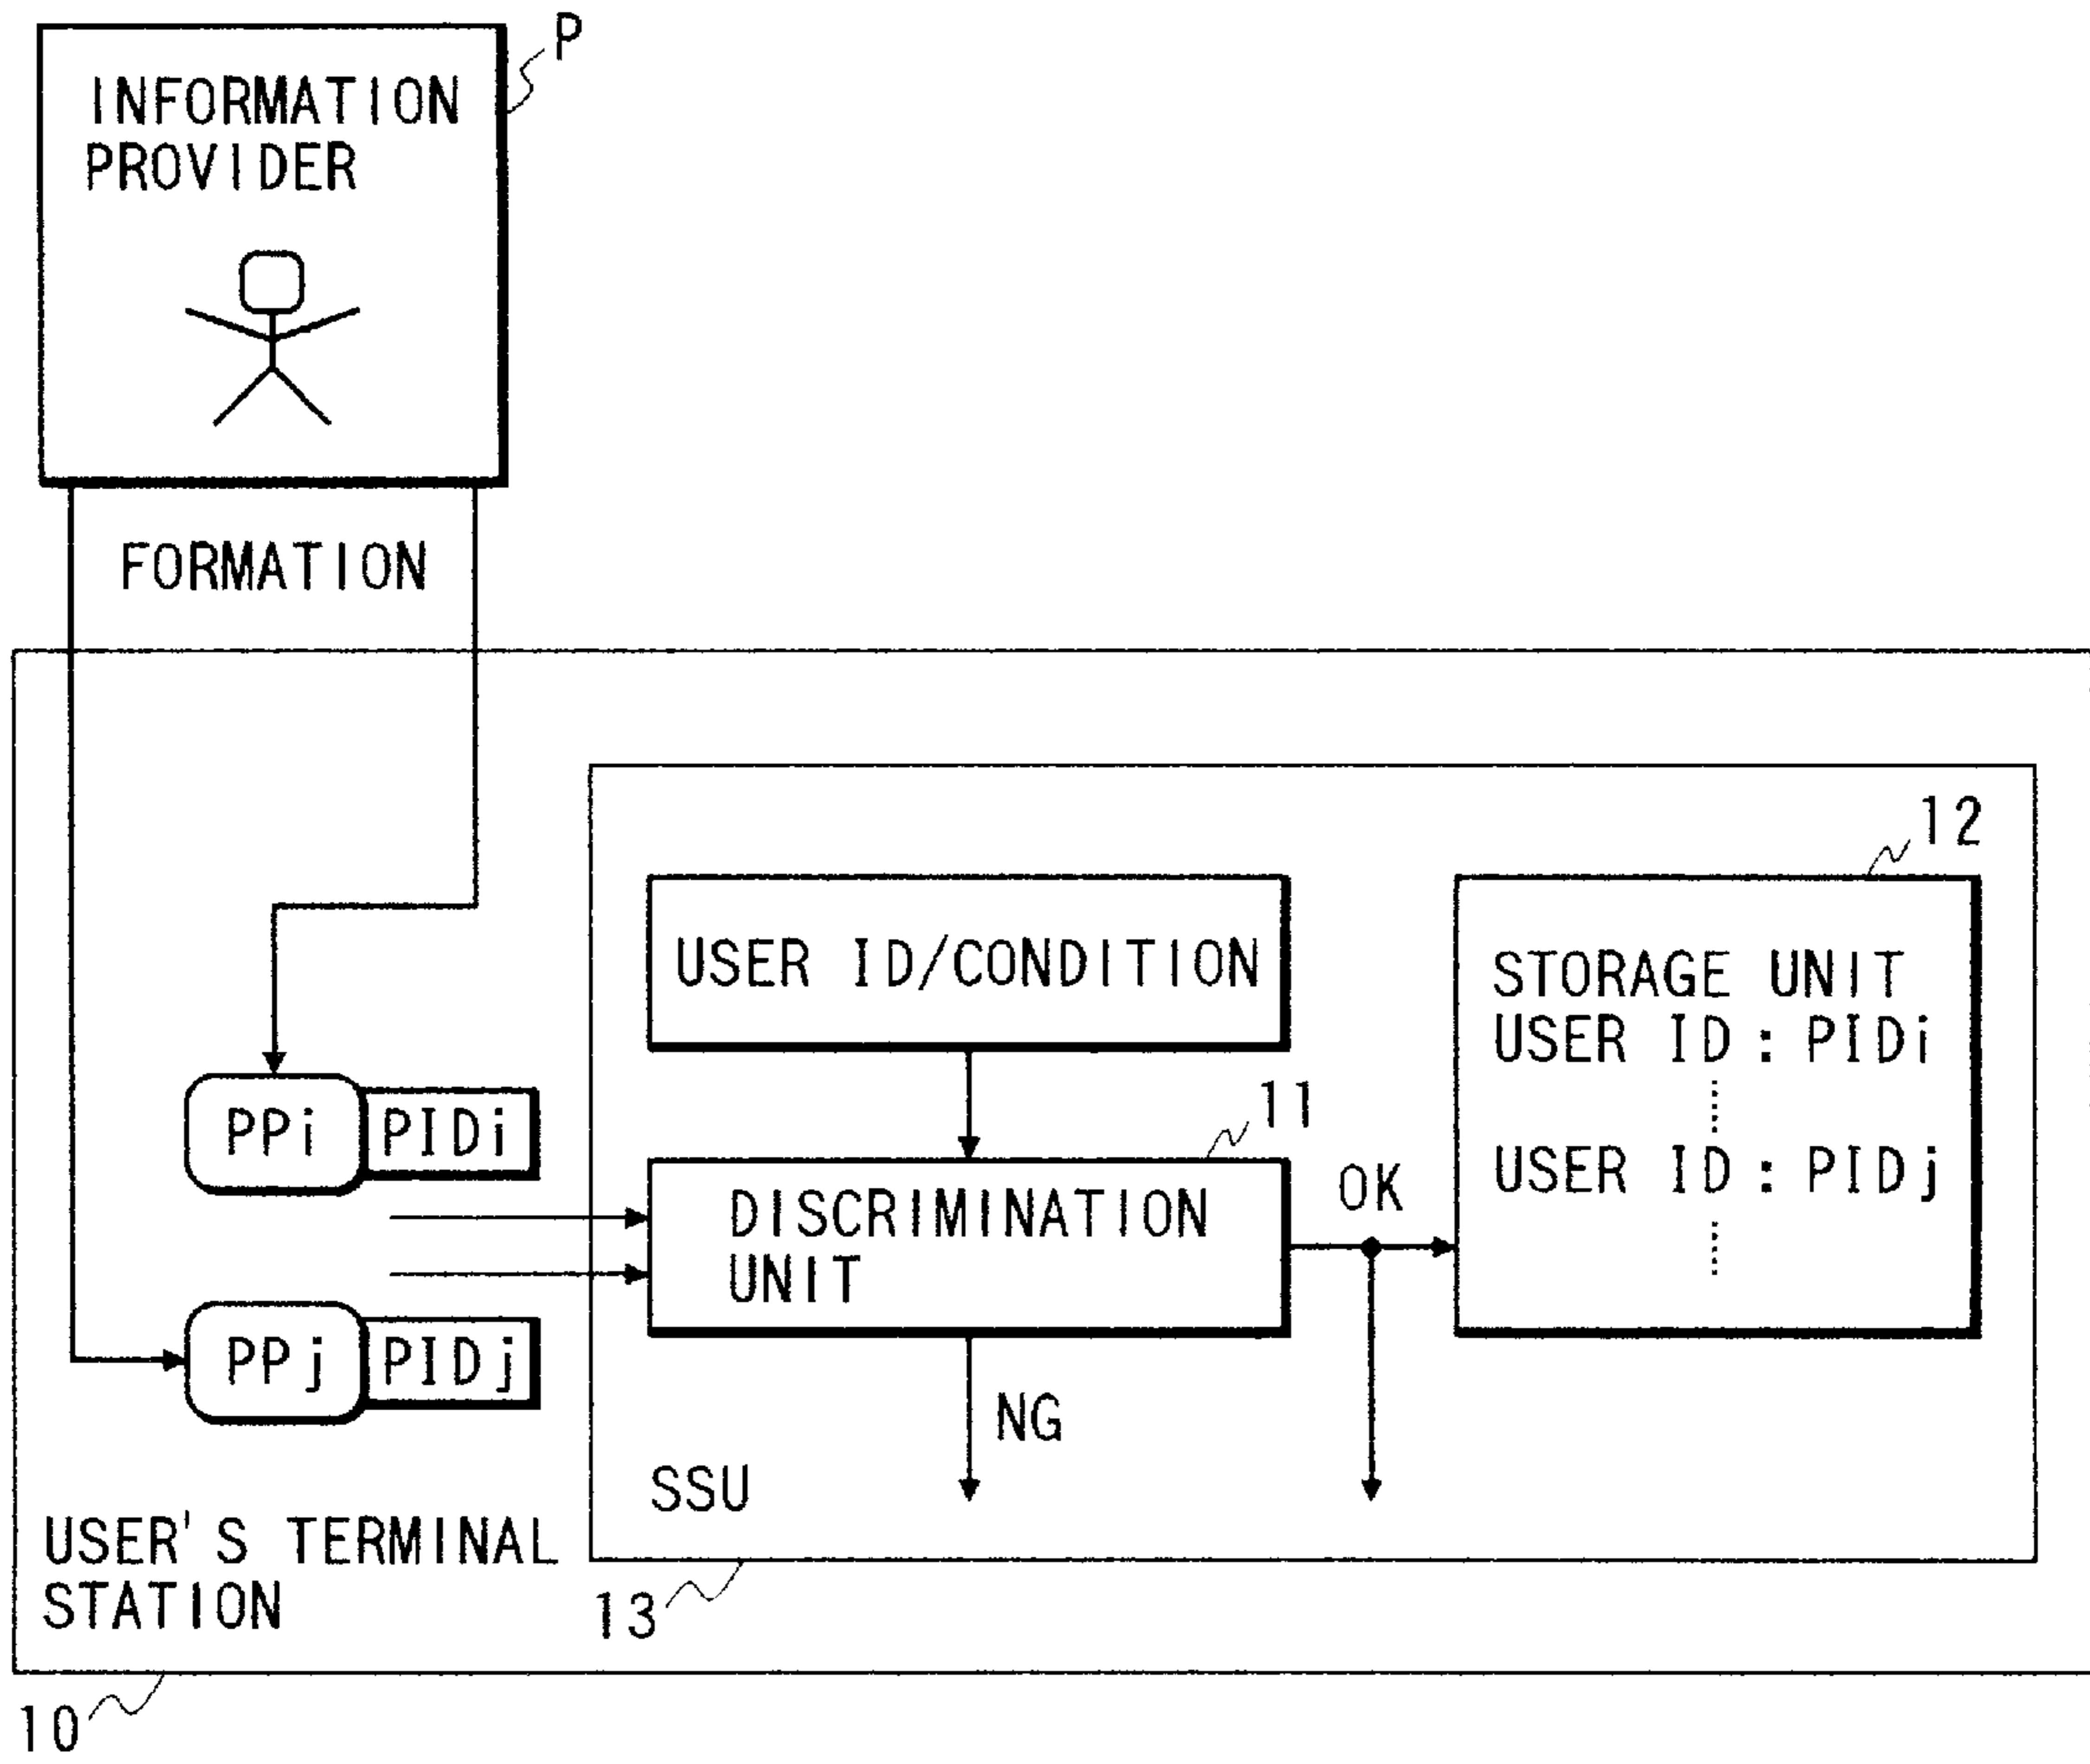 P
INFORMATION
PROVIDER
FORMATION
12
USER ID/CONDITION
STORAGE UNIT
USER ID : PIDi
USER ID : PIDj
11
PPi
PIDi
OK
DISCRIMINATION
UNIT
PPj
PIDj
NG
SSU
USER'S TERMINAL
STATION
13
10